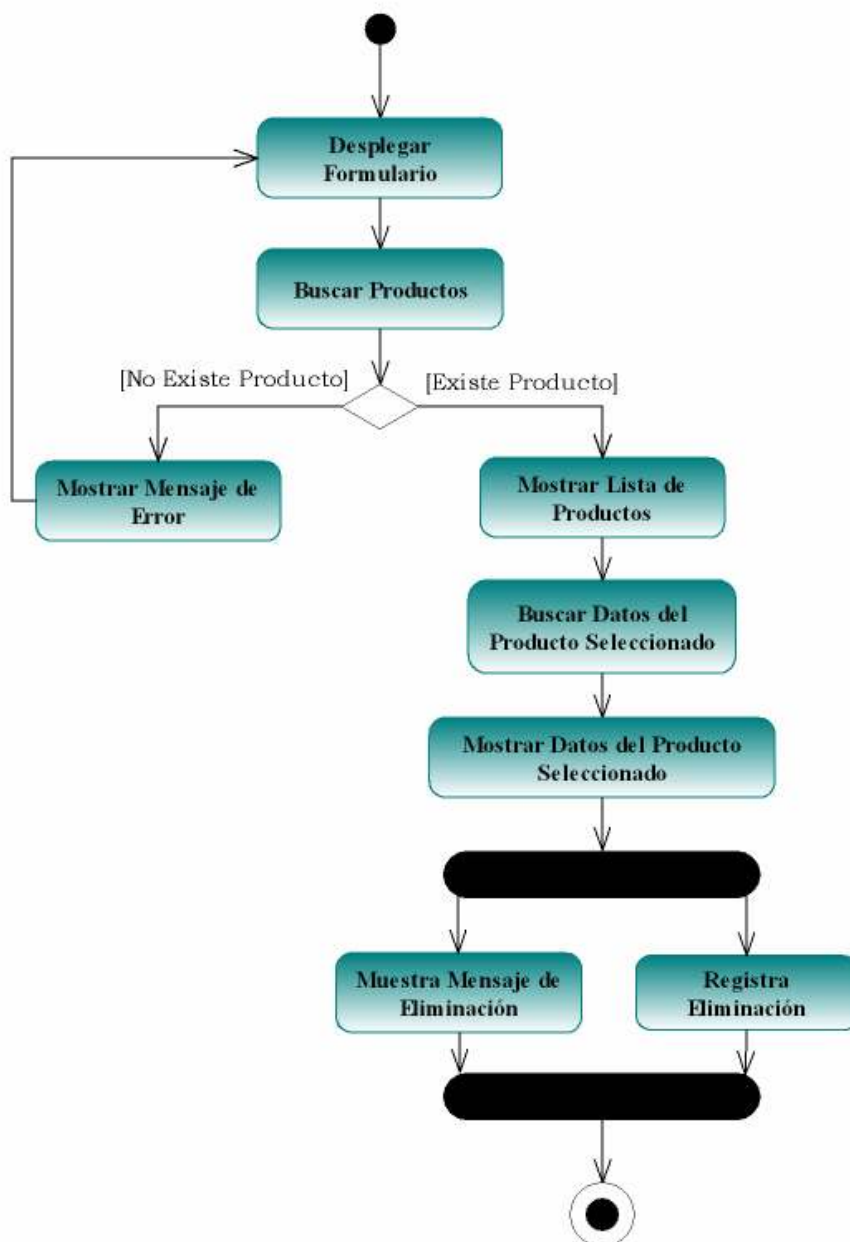 Desplegar
Formulario
Buscar Productos
[No Existe Producto]
[Existe Producto]
Mostrar Mensaje de
Error
Mostrar Lista de
Productos
Buscar Datos del
Producto Seleccionado
Mostrar Datos del Producto
Seleccionado
Muestra Mensaje de
Eliminación
Registra
Eliminación